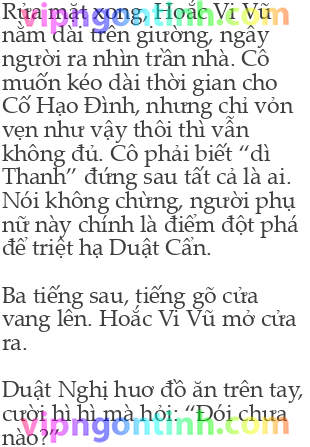 Rửa mặt xong, Hoắc Vi Vũ
nằm dài trên giường, ngây
người ra nhìn trần nhà. Cô
muốn kéo dài thời gian cho
Cố Hạo Đình, nhưng chỉ vỏn
vẹn như vậy thôi thì vẫn
không đủ. Cô phải biết “dì
Thanh” đứng sau tất cả là ai.
Nói không chừng, người phụ
nữ này chính là điểm đột phá
để triệt hạ Duật Cẩn.
Ba tiếng sau, tiếng gõ cửa
vang lên. Hoắc Vi Vũ mở cửa
ra.
Duật Nghị huơ đồ ăn trên tay,
cười hì hì mà hỏi: “Đói chưa
nào?”
vipngontinh.com
vipngontinh.com